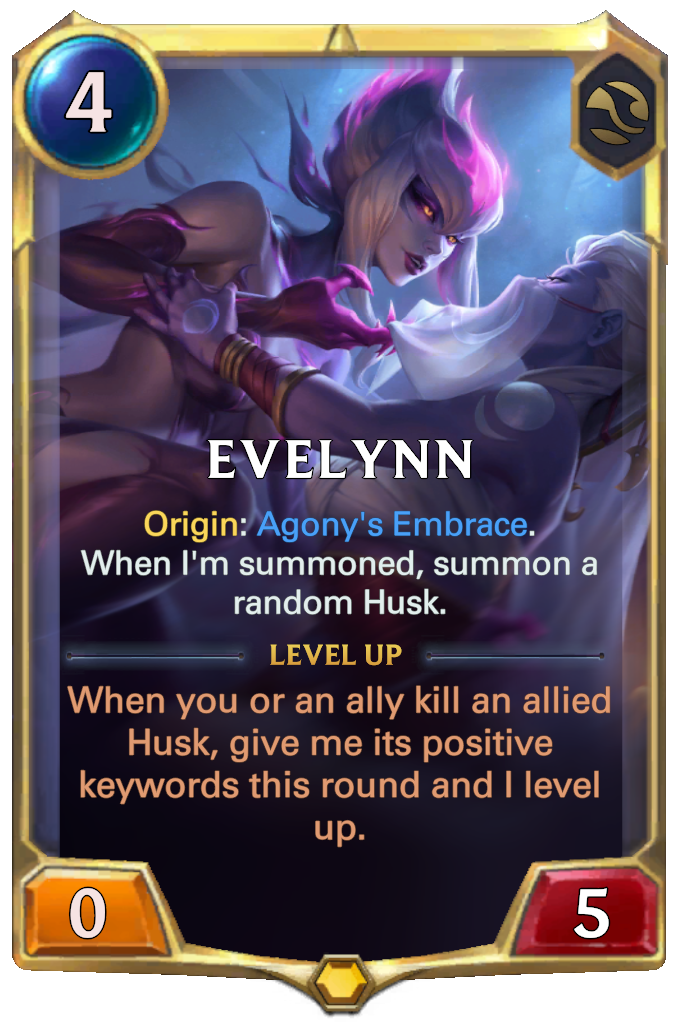 4
EVELYNN
Origin: Agony's Embrace.
When I'm summoned, summon a
random Husk.
LEVEL UP
When you or an ally kill an allied
Husk, give me its positive
keywords this round and I level
up.
0
5